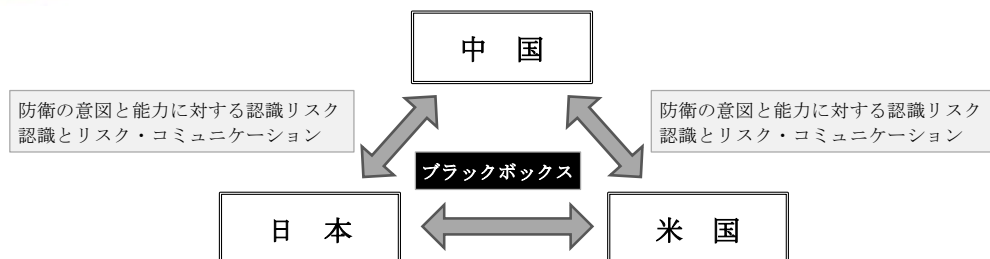 中 国
防衛の意図と能力に対する認識リスク
認識とリスク・コミュニケーション
防衛の意図と能力に対する認識リスク
認識とリスク・コミュニケーション
ブラックボックス
日 本
米 国